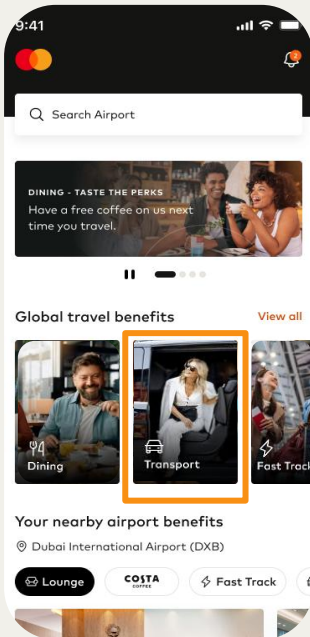 9:41
2
Search Airport
DINING - TASTE THE PERKS
Have a free coffee on us next
time you travel.
Global travel benefits
View all
Dining
Transport
Fast Track
Your nearby airport benefits
Dubai International Airport (DXB)
Lounge
COSTA
COFFEE
Fast Track